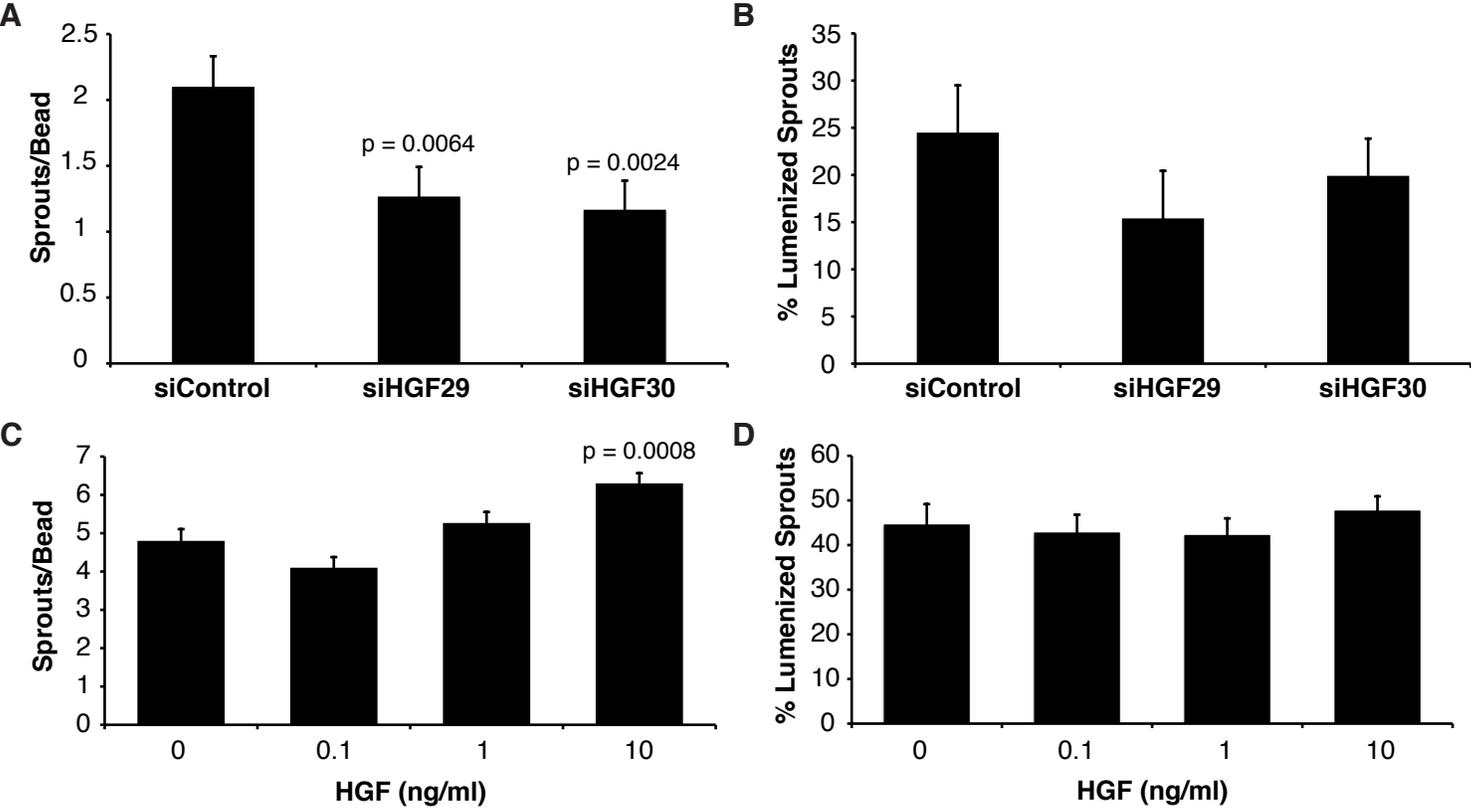 A
Sprouts/Bead
2.5
2
1.5
1
0.5
0
p = 0.0064
p = 0.0024
siControl
siHGF29
siHGF30
B
% Lumenized Sprouts
35
30
25
20
15
10
5
0
siControl
siHGF29
siHGF30
C
Sprouts/Bead
7
6
5
4
3
2
1
0
p = 0.0008
0
0.1
1
10
HGF (ng/ml)
D
% Lumenized Sprouts
60
50
40
30
20
10
0
0
0.1
1
10
HGF (ng/ml)